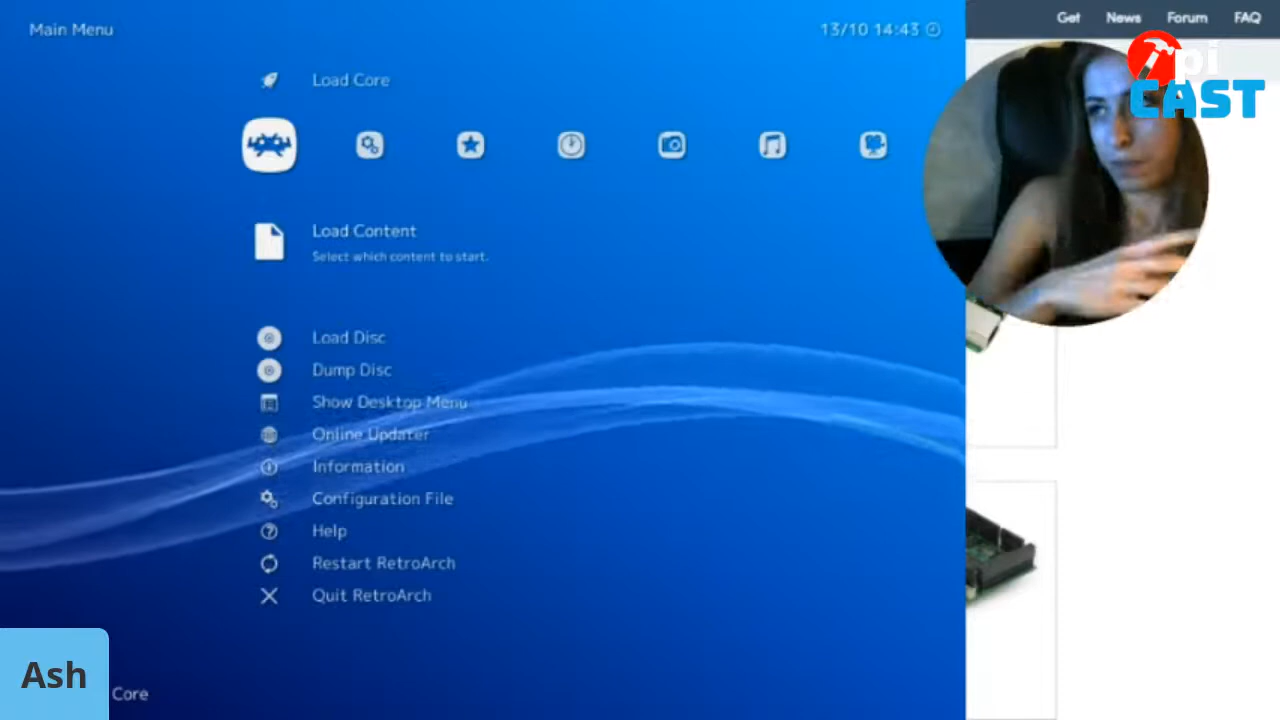 Main Menu
13/10 14:43
Get News Forum FAQ
pi
CAST
Load Core
Load Content
Select which content to start.
Load Disc
Dump Disc
Show Desktop Menu
Online Updater
Information
Configuration File
Help
Restart RetroArch
Quit RetroArch
Ash
Core